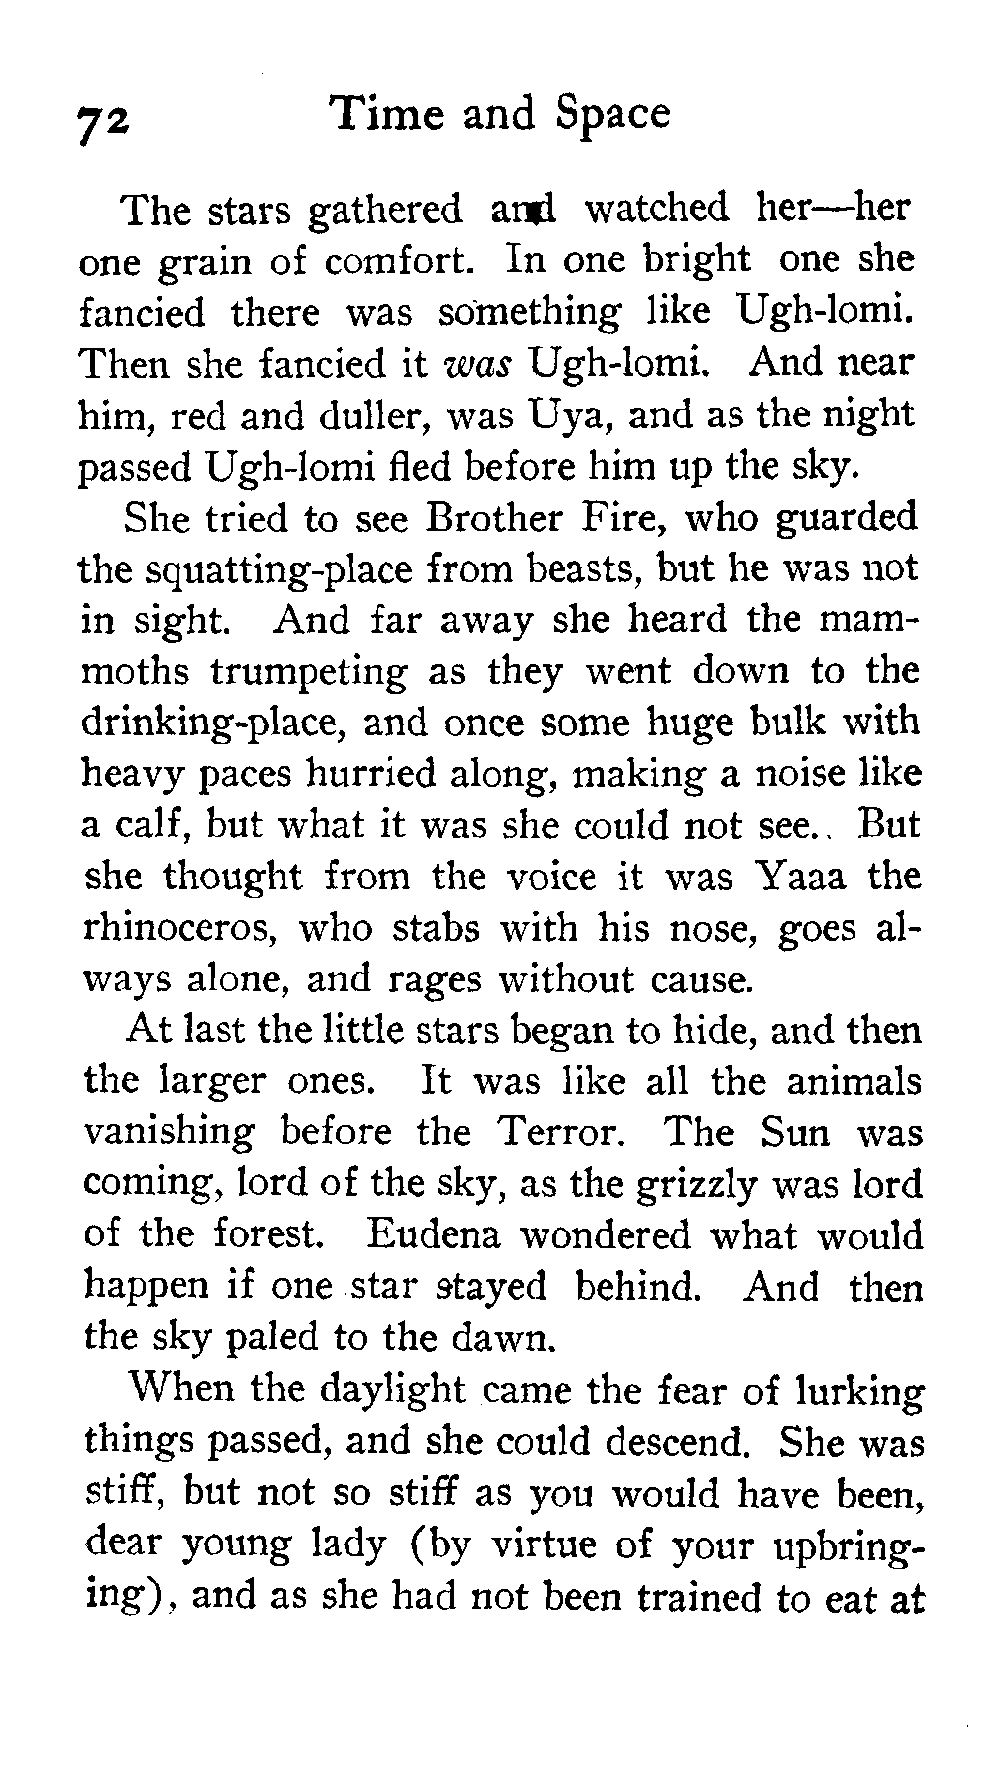 72 Time and Space
The stars gathered and watched her—her
one grain of comfort. In one bright one she
fancied there was something like Ugh-lomi.
Then she fancied it was Ugh-lomi. And near
him, red and duller, was Uya, and as the night
passed Ugh-lomi fled before him up the sky.
She tried to see Brother Fire, who guarded
the squatting-place from beasts, but he was not
in sight. And far away she heard the mam-
moths trumpeting as they went down to the
drinking-place, and once some huge bulk with
heavy paces hurried along, making a noise like
a calf, but what it was she could not see.. But
she thought from the voice it was Yaaa the
rhinoceros, who stabs with his nose, goes al-
ways alone, and rages without cause.
At last the little stars began to hide, and then
the larger ones. It was like all the animals
vanishing before the Terror. The Sun was
coming, lord of the sky, as the grizzly was lord
of the forest. Eudena wondered what would
happen if one star stayed behind. And then
the sky paled to the dawn.
When the daylight came the fear of lurking
things passed, and she could descend. She was
stiff, but not so stiff as you would have been,
dear young lady (by virtue of your upbring-
ing), and as she had not been trained to eat at